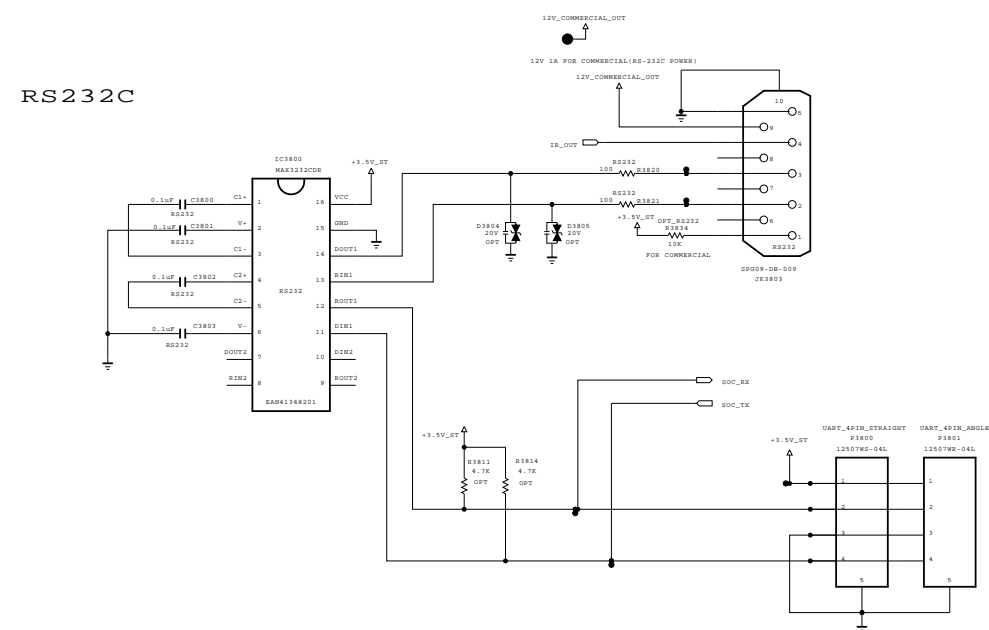 12V_COMMERCIAL_OUT
12V 1A FOR COMMERCIAL(RS-232C POWER)
12V_COMMERCIAL_OUT
RS232C
10
5
9
IR_OUT
4
8
IC3800
MAX3232CDR
+3.5V_ST
RS232
100
R3820
3
7
0.1uF
C3800
RS232
C1+
1
16
VCC
RS232
100
R3821
2
0.1uF
C3801
RS232
V+
2
15
GND
D3804
20V
OPT
D3805
20V
OPT
+3.5V_ST
OPT_RS232
R3834
10K
FOR COMMERCIAL
6
1
RS232
SPG09-DB-009
JK3803
C1-
3
14
DOUT1
0.1uF
C3802
RS232
C2+
4
13
RIN1
RS232
C2-
5
12
ROUT1
0.1uF
C3803
RS232
V-
6
11
DIN1
DOUT2
7
10
DIN2
RIN2
8
9
ROUT2
EAN41348201
SOC_RX
SOC_TX
+3.5V_ST
R3811
4.7K
OPT
R3814
4.7K
OPT
+3.5V_ST
UART_4PIN_STRAIGHT
P3800
12507WS-04L
UART_4PIN_ANGLE
P3801
12507WR-04L
1
2
3
4
5
1
2
3
4
5